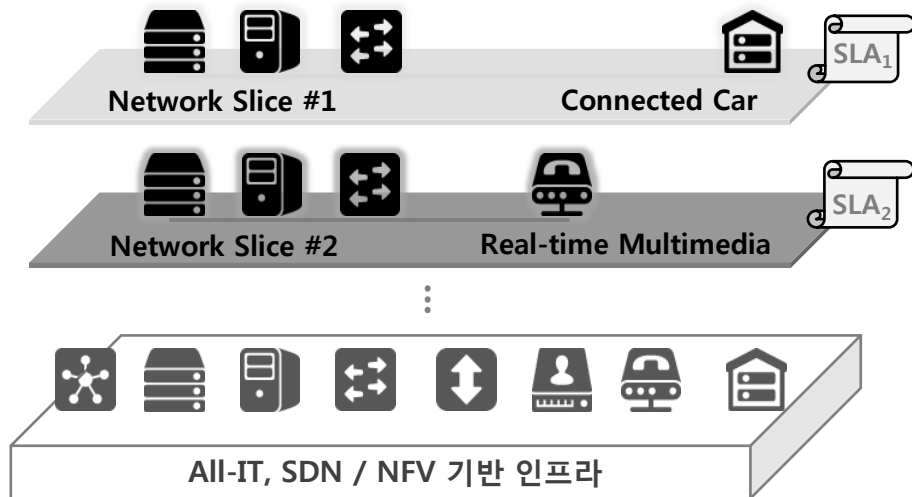 SLA₁
Network Slice #1 Connected Car
SLA₂
Network Slice #2 Real-time Multimedia
All-IT, SDN / NFV 기반 인프라